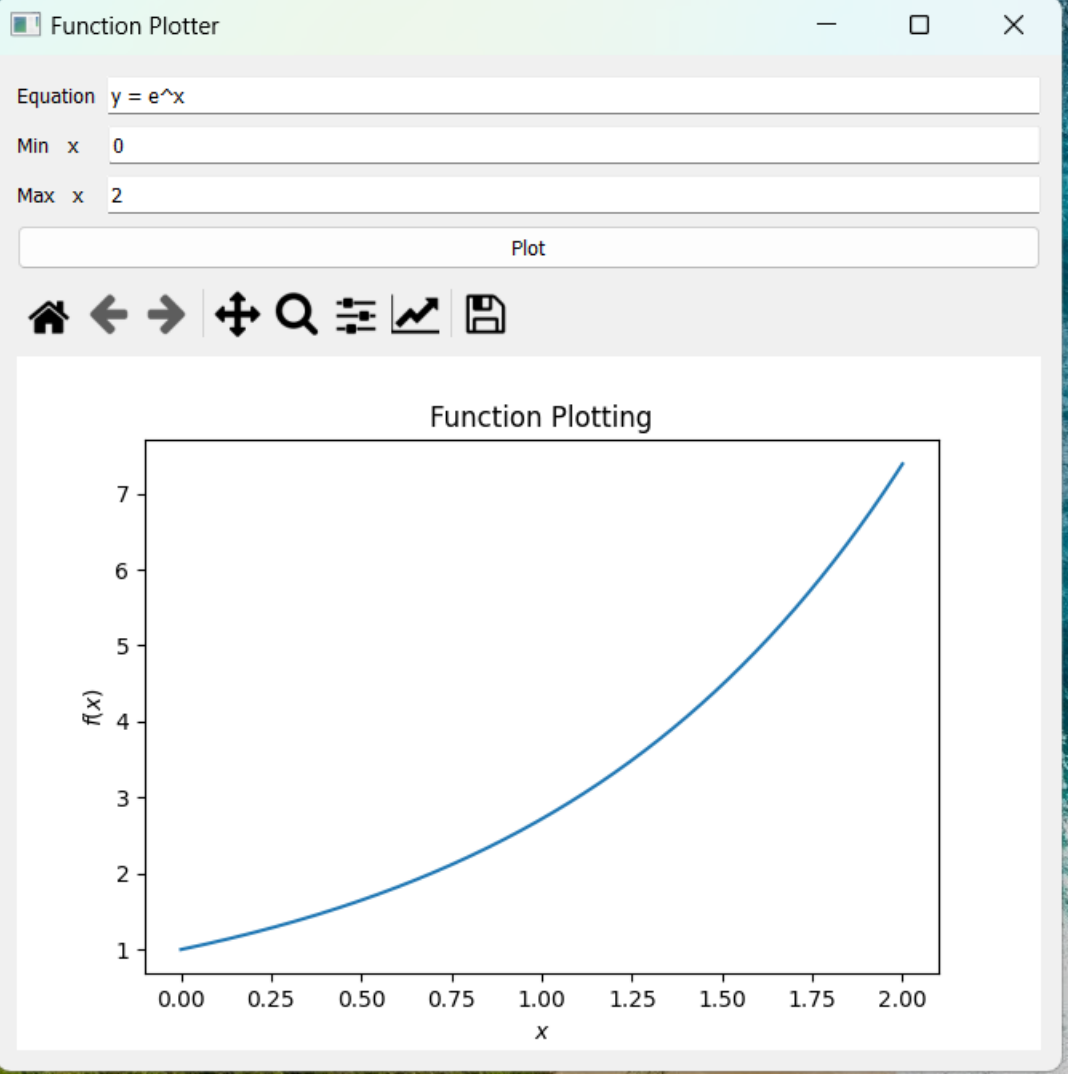 Function Plotter
Equation y = e^x
Min x 0
Max x 2
Plot
Function Plotting
7
6
5
4
3
2
1
f(x)
0.00 0.25 0.50 0.75 1.00 1.25 1.50 1.75 2.00
x